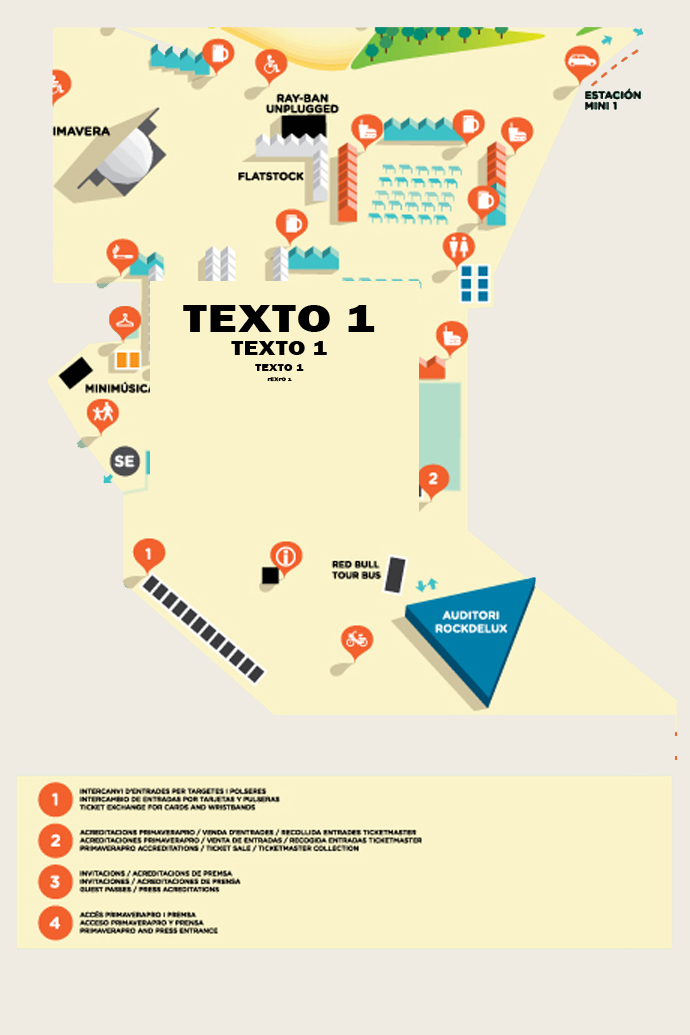 RAY-BAN
UNPLUGGED
ESTACIÓN
MINI 1
IMAVERA
FLATSTOCK
TEXTO 1
TEXTO 1
TEXTO 1
TEXTO 1
MINIMÚSICA
SE
2
1
RED BULL
TOUR BUS
AUDITORI
ROCKDELUX
1
INTERCANVI D'ENTRADES PER TARGETES I POLSERES
INTERCAMBIO DE ENTRADAS POR TARJETAS Y PULSERAS
TICKET EXCHANGE FOR CARDS AND WRISTBANDS
2
ACREDITACIONS PRIMAVERAPRO / VENDA D'ENTRADES / RECOLLIDA ENTRADES TICKETMASTER
ACREDITACIONES PRIMAVERAPRO / VENTA DE ENTRADAS / RECOGIDA ENTRADAS TICKETMASTER
PRIMAVERAPRO ACCREDITATIONS / TICKET SALE / TICKETMASTER COLLECTION
3
INVITACIONS / ACREDITACIONS DE PREMSA
INVITACIONES / ACREDITACIONES DE PRENSA
GUEST PASSES / PRESS ACREDITATIONS
4
ACCÉS PRIMAVERAPRO I PREMSA
ACCESO PRIMAVERAPRO Y PRENSA
PRIMAVERAPRO AND PRESS ENTRANCE